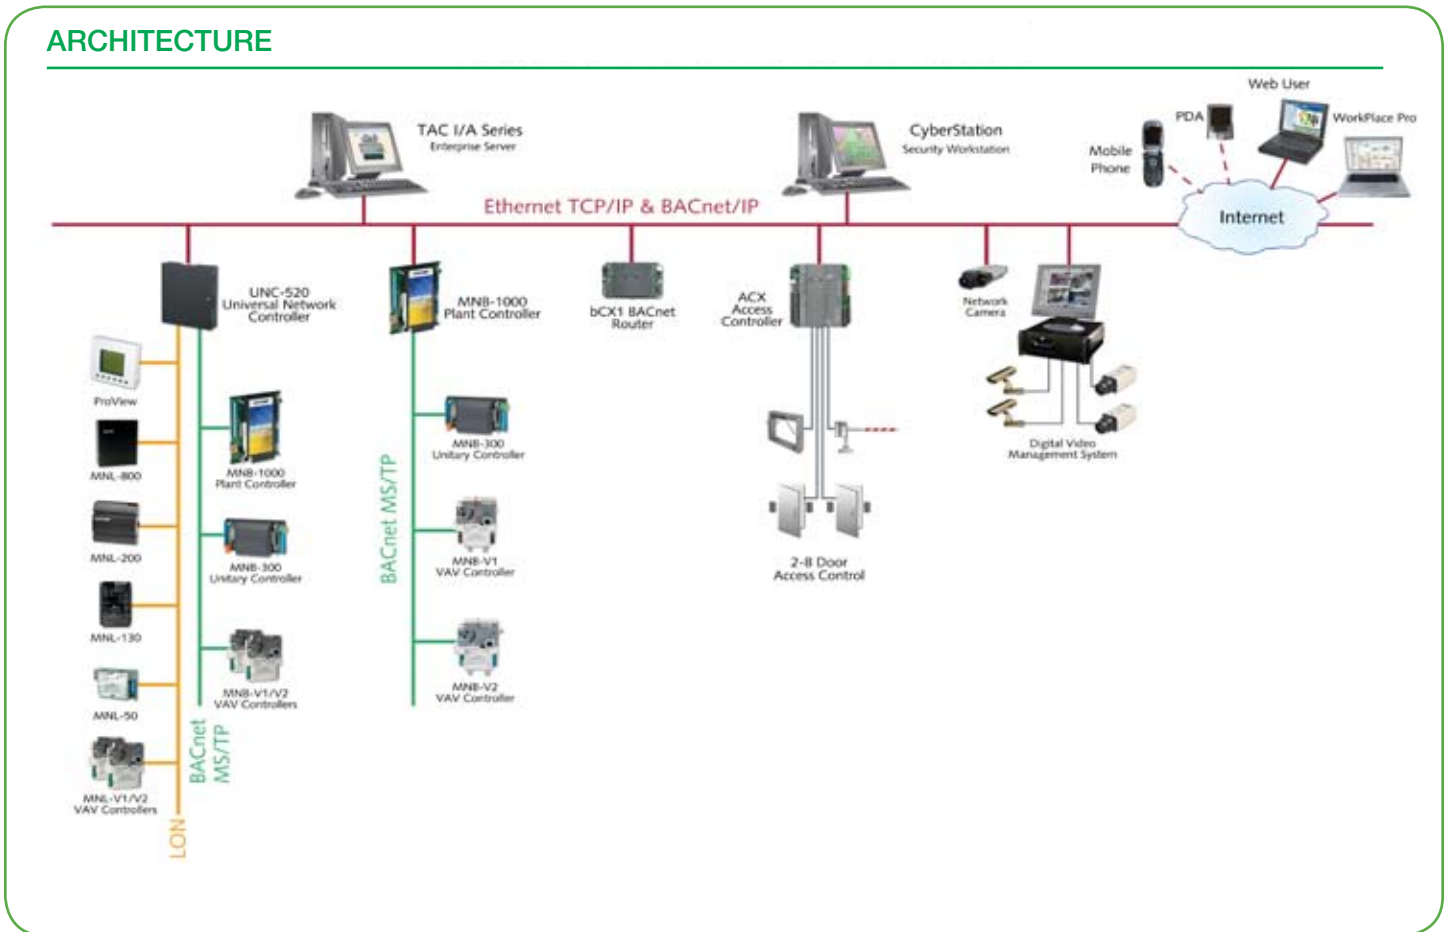 ARCHITECTURE
Web User
PDA
WorkPlace Pro
Mobile
Phone
TAC I/A Series
Enterprise Server
CyberStation
Security Workstation
Ethernet TCP/IP & BACnet/IP
Internet
UNC-520
Universal Network
Controller
MNB-1000
Plant Controller
bCX1 BACnet
Router
ACX
Access
Controller
Network
Camera
ProView
MNL-800
MNL-200
MNL-130
MNL-50
MNL-V1/V2
VAV Controllers
LON
MNB-1000
Plant Controller
MNB-300
Unitary Controller
MNB-V1/V2
VAV Controllers
BACnet
MS/TP
BACnet MS/TP
MNB-300
Unitary Controller
MNB-V1
VAV Controller
MNB-V2
VAV Controller
2-8 Door
Access Control
Digital Video
Management System